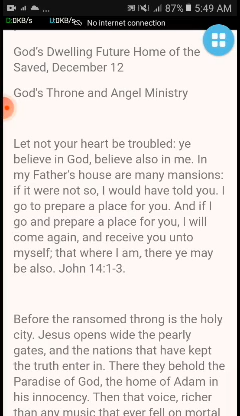 87% 5:49 AM
O:0KB/s U:0KB/s No internet connection
God's Dwelling Future Home of the
Saved, December 12
God's Throne and Angel Ministry
Let not your heart be troubled: ye
believe in God, believe also in me. In
my Father's house are many mansions:
if it were not so, I would have told you. I
go to prepare a place for you. And if I
go and prepare a place for you, I will
come again, and receive you unto
myself; that where I am, there ye may
be also. John 14:1-3.
Before the ransomed throng is the holy
city. Jesus opens wide the pearly
gates, and the nations that have kept
the truth enter in. There they behold the
Paradise of God, the home of Adam in
his innocency. Then that voice, richer
than any music that ever fell on mortal